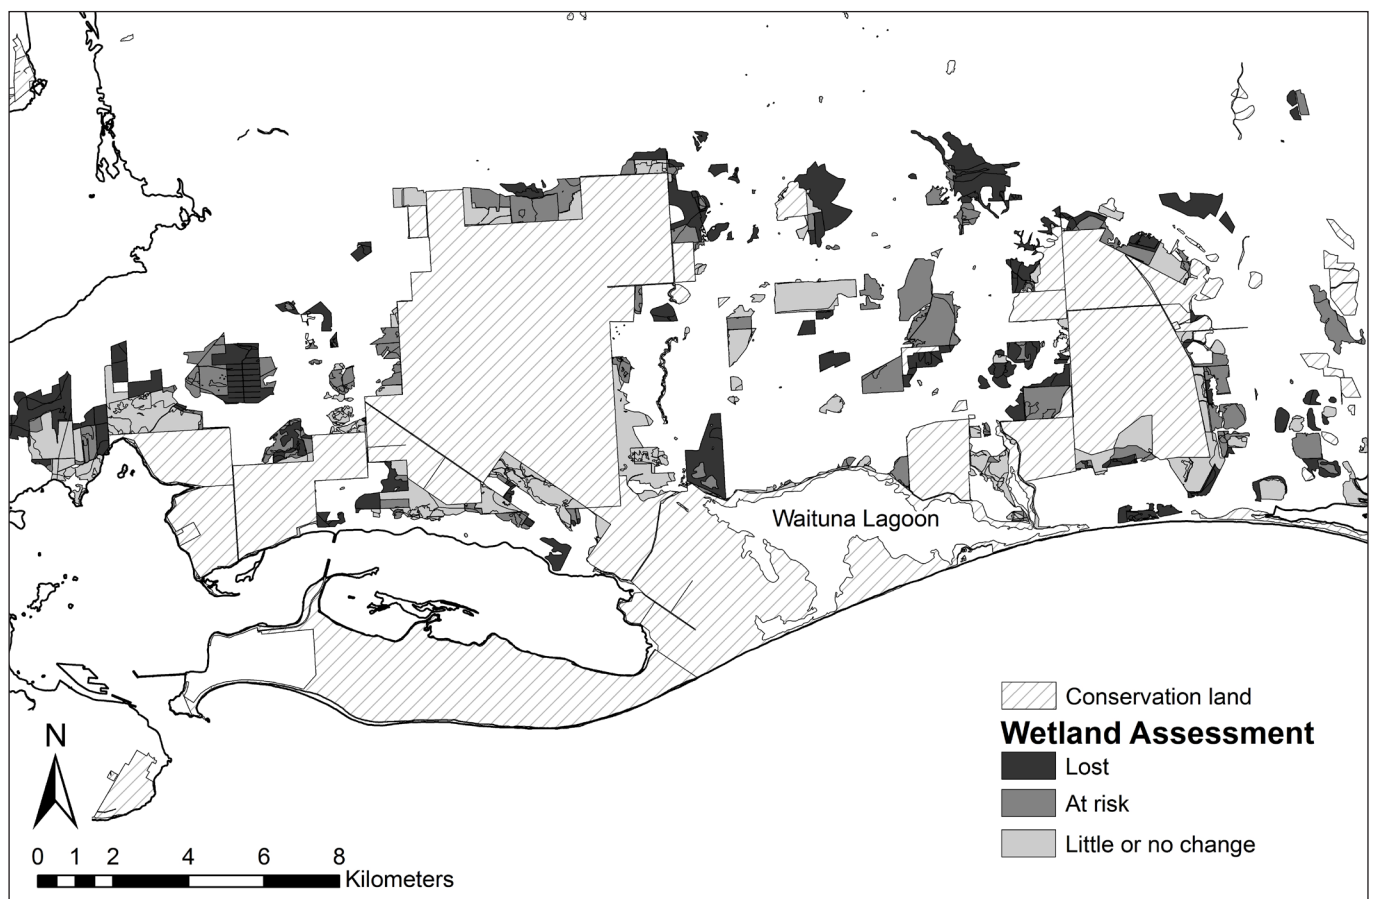 Waituna Lagoon
Conservation land
Wetland Assessment
Lost
At risk
Little or no change
N
0 1 2 4 6 8
Kilometers